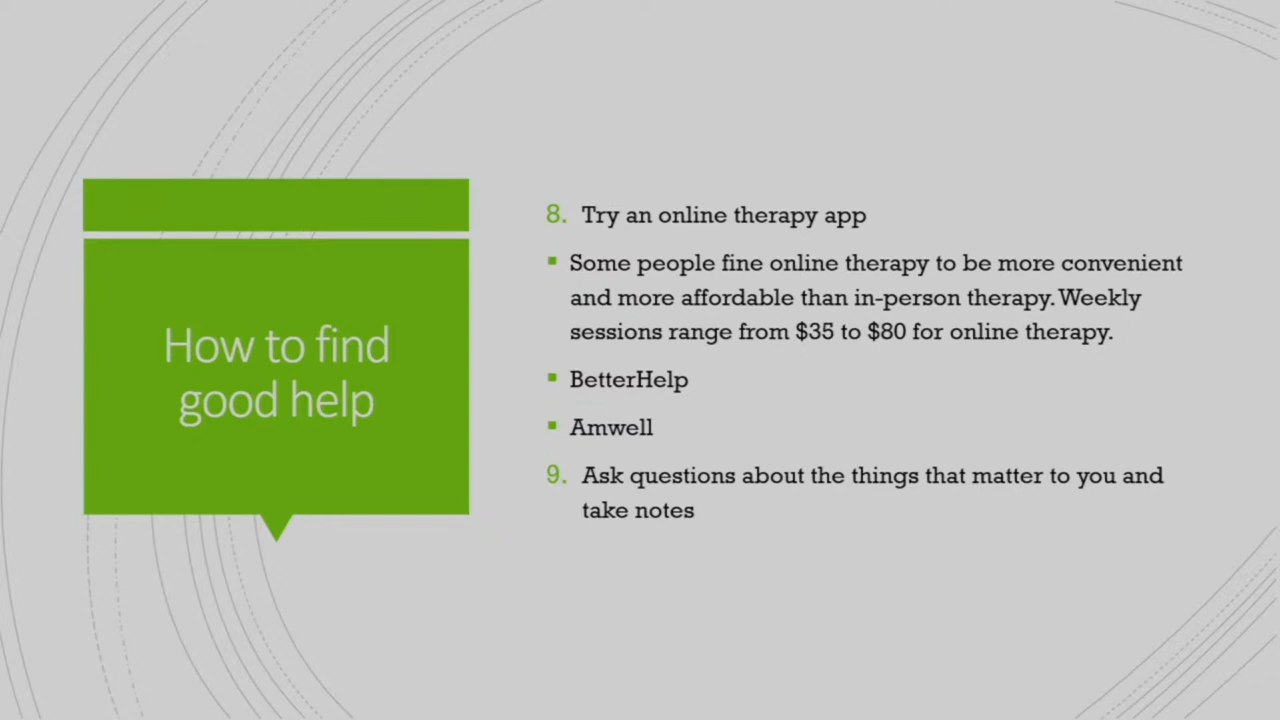 How to find
good help
8. Try an online therapy app
▪ Some people fine online therapy to be more convenient
and more affordable than in-person therapy. Weekly
sessions range from $35 to $80 for online therapy.
▪ BetterHelp
▪ Amwell
9. Ask questions about the things that matter to you and
take notes